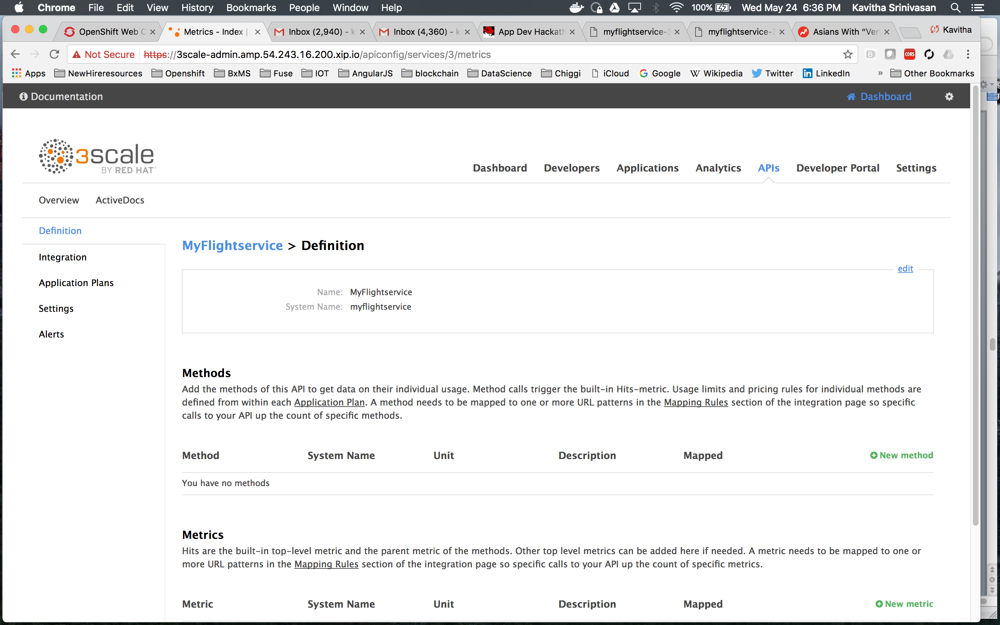 Chrome File Edit View History Bookmarks People Window Help 100% Wed May 24 6:36 PM Kavitha Srinivasan
OpenShift Web C Metrics - Index | Inbox (2,940) - k Inbox (4,360) - k App Dev Hackath myflightservice-3 myflightservice-3 Asians With “Ver Kavitha
Not Secure https://3scale-admin.amp.54.243.16.200.xip.io/apiconfig/services/3/metrics CORS
Apps NewHireresources Openshift BxMS Fuse IOT AngularJS blockchain DataScience Chiggi iCloud Google Wikipedia Twitter LinkedIn » Other Bookmarks
Documentation Dashboard
3scale
BY RED HAT
Dashboard Developers Applications Analytics APIs Developer Portal Settings
Overview ActiveDocs
Definition
Integration
Application Plans
Settings
Alerts
MyFlightservice > Definition
edit
Name: MyFlightservice
System Name: myflightservice
Methods
Add the methods of this API to get data on their individual usage. Method calls trigger the built-in Hits-metric. Usage limits and pricing rules for individual methods are
defined from within each Application Plan. A method needs to be mapped to one or more URL patterns in the Mapping Rules section of the integration page so specific
calls to your API up the count of specific methods.
Method System Name Unit Description Mapped New method
You have no methods
Metrics
Hits are the built-in top-level metric and the parent metric of the methods. Other top level metrics can be added here if needed. A metric needs to be mapped to one or
more URL patterns in the Mapping Rules section of the integration page so specific calls to your API up the count of specific metrics.
Metric System Name Unit Description Mapped New metric